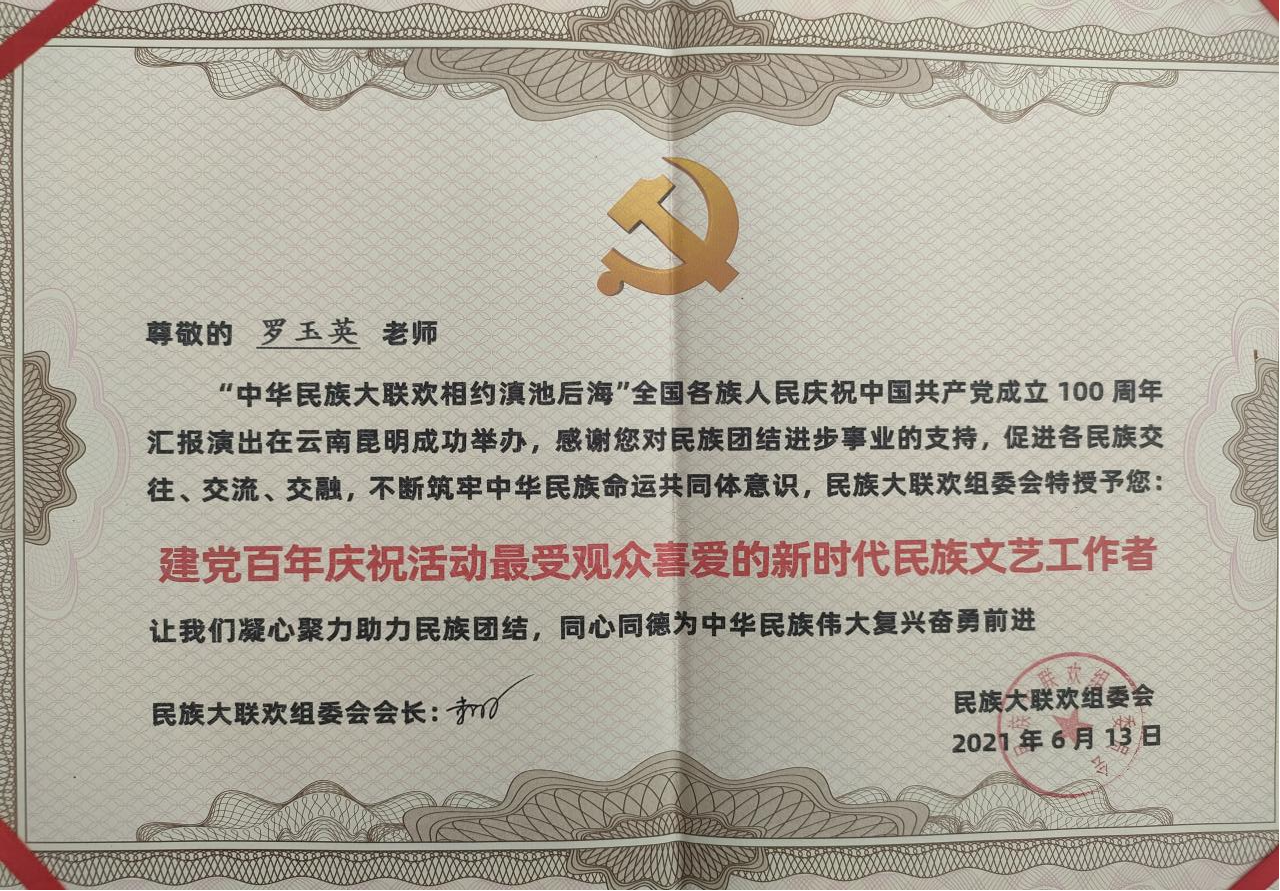 尊敬的 罗玉英 老师
“中华民族大联欢相约滇池后海”全国各族人民庆祝中国共产党成立 100 周年
汇报演出在云南昆明成功举办，感谢您对民族团结进步事业的支持，促进各民族交
往、交流、交融，不断筑牢中华民族命运共同体意识，民族大联欢组委会特授予您：
建党百年庆祝活动最受观众喜爱的新时代民族文艺工作者
让我们凝心聚力助力民族团结，同心同德为中华民族伟大复兴奋勇前进
民族大联欢组委会会长：
民族大联欢组委会
2021 年 6 月 13 日